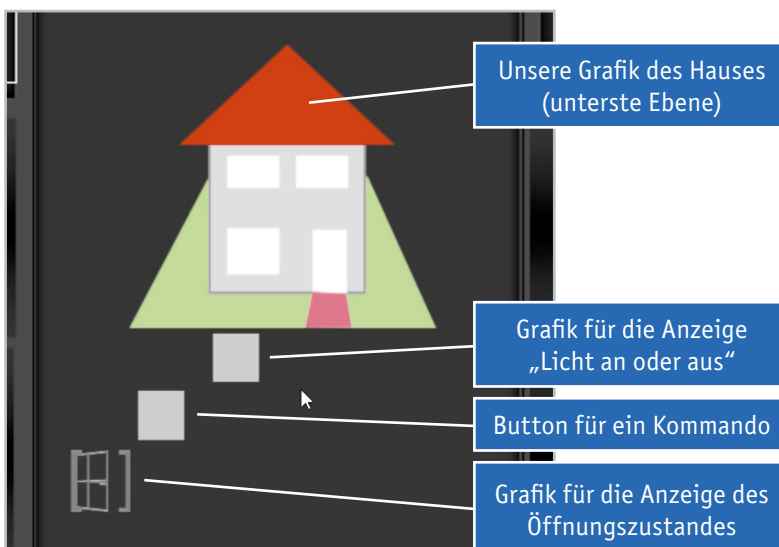 Unsere Grafik des Hauses
(unterste Ebene)
Grafik für die Anzeige
„Licht an oder aus“
Button für ein Kommando
Grafik für die Anzeige des
Öffnungszustandes